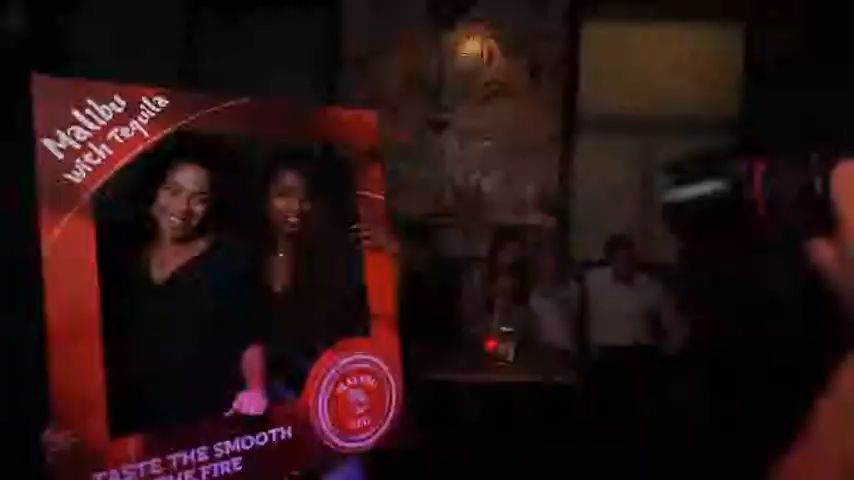 Malibu
with Tequila
TASTE THE SMOOTH
THE FIRE